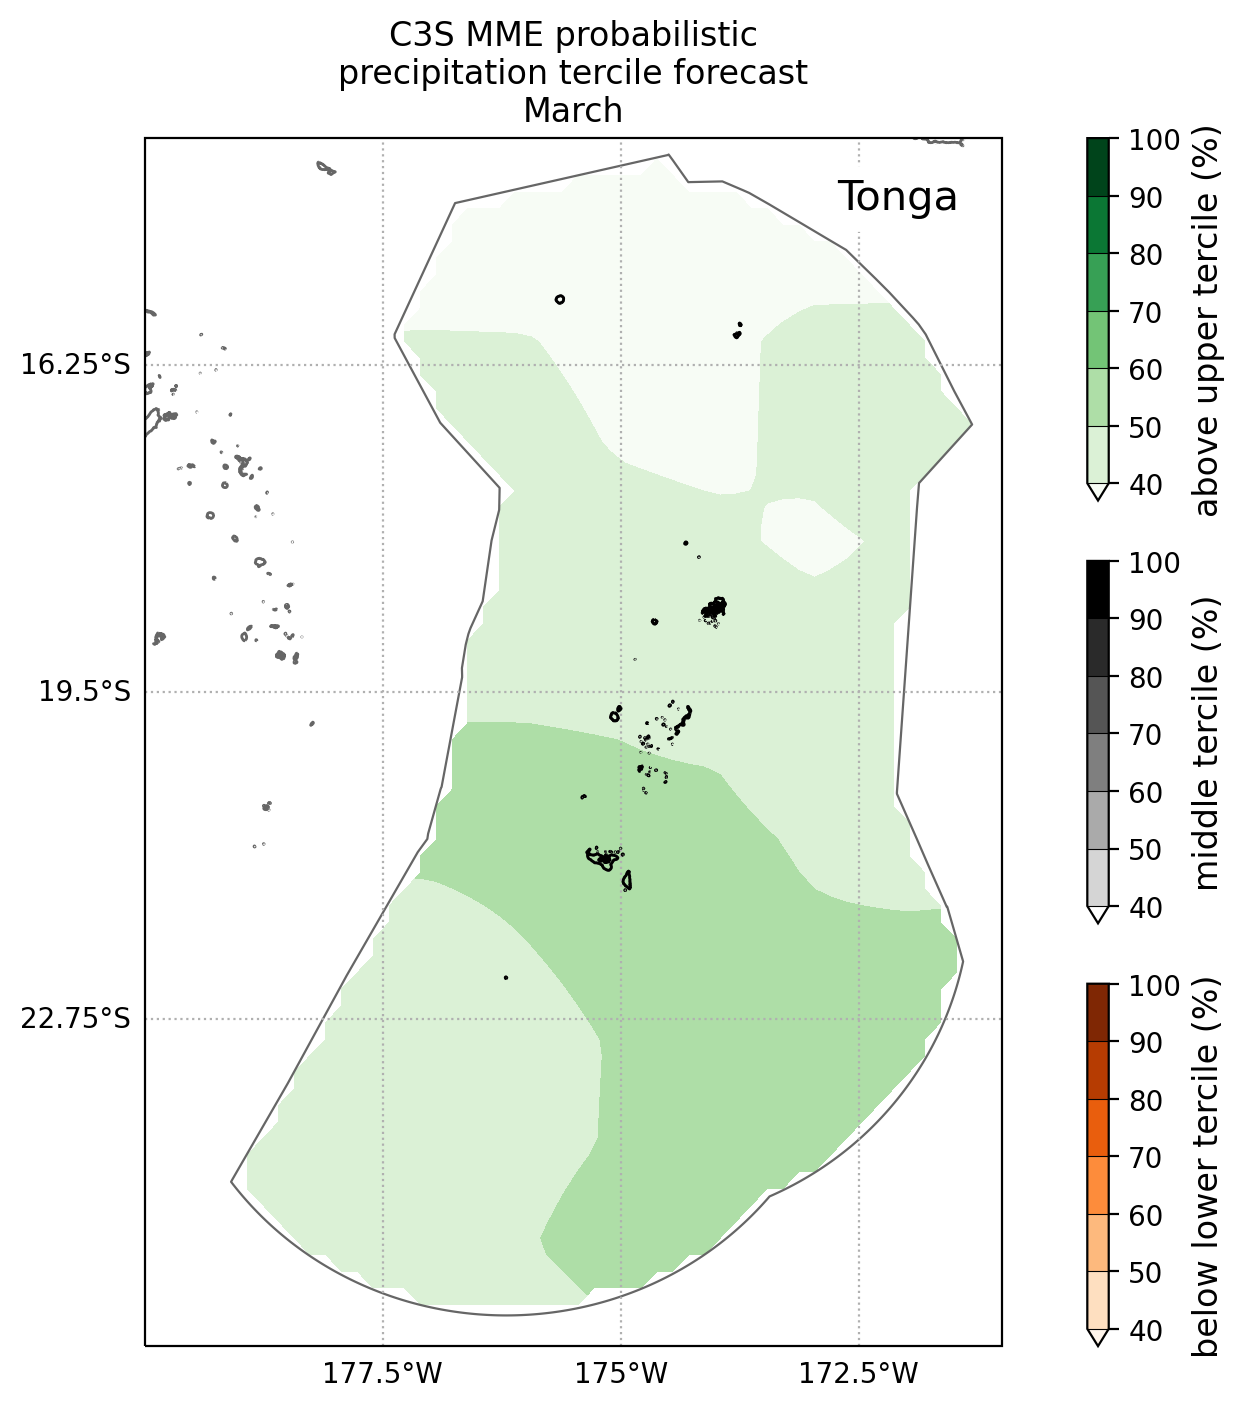 C3S MME probabilistic
precipitation tercile forecast
March
Tonga
16.25°S
19.5°S
22.75°S
177.5°W
175°W
172.5°W
100
90
80
70
60
50
40
above upper tercile (%)
100
90
80
70
60
50
40
middle tercile (%)
100
90
80
70
60
50
40
below lower tercile (%)